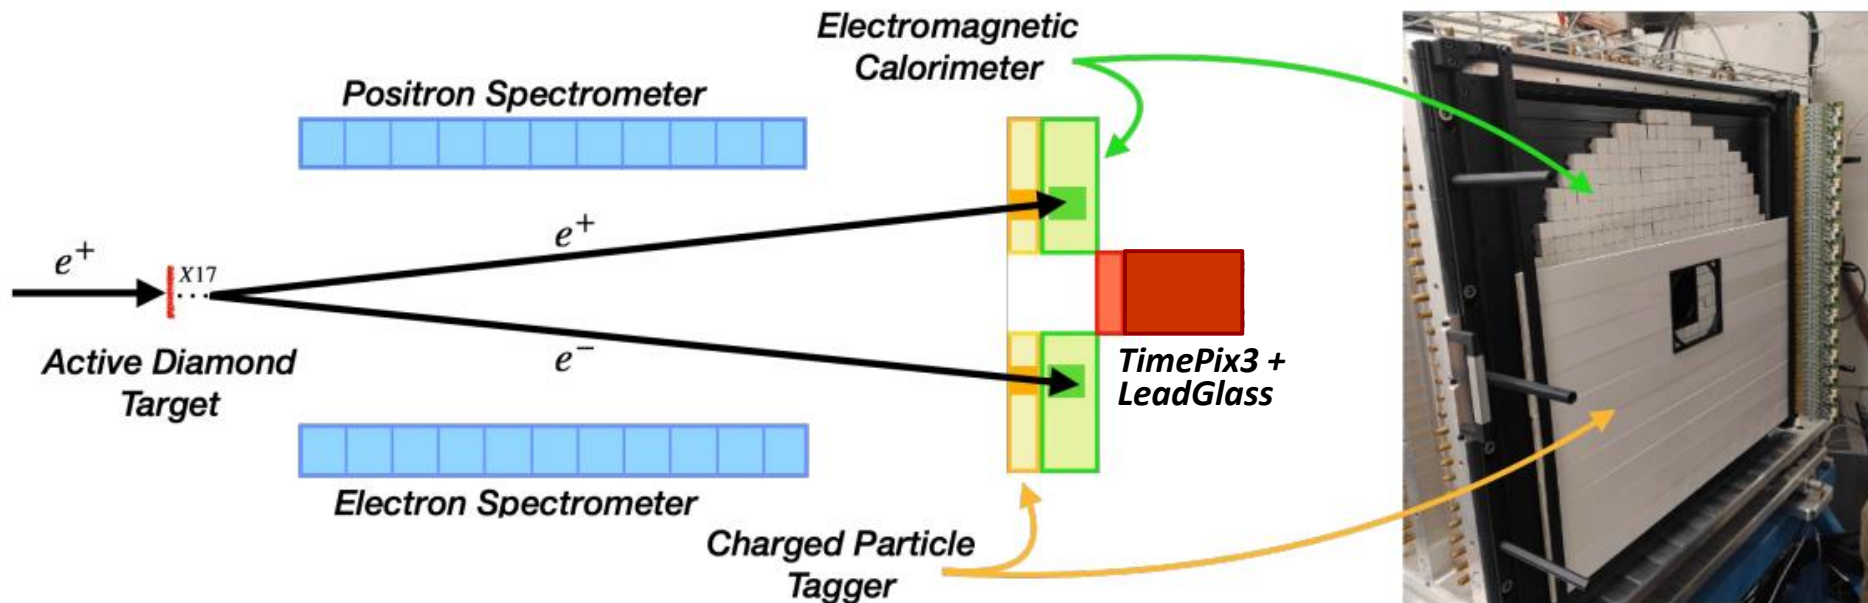 Electromagnetic
Calorimeter
Positron Spectrometer
e+
e+
X17
e−
Active Diamond
Target
TimePix3 +
LeadGlass
Electron Spectrometer
Charged Particle
Tagger